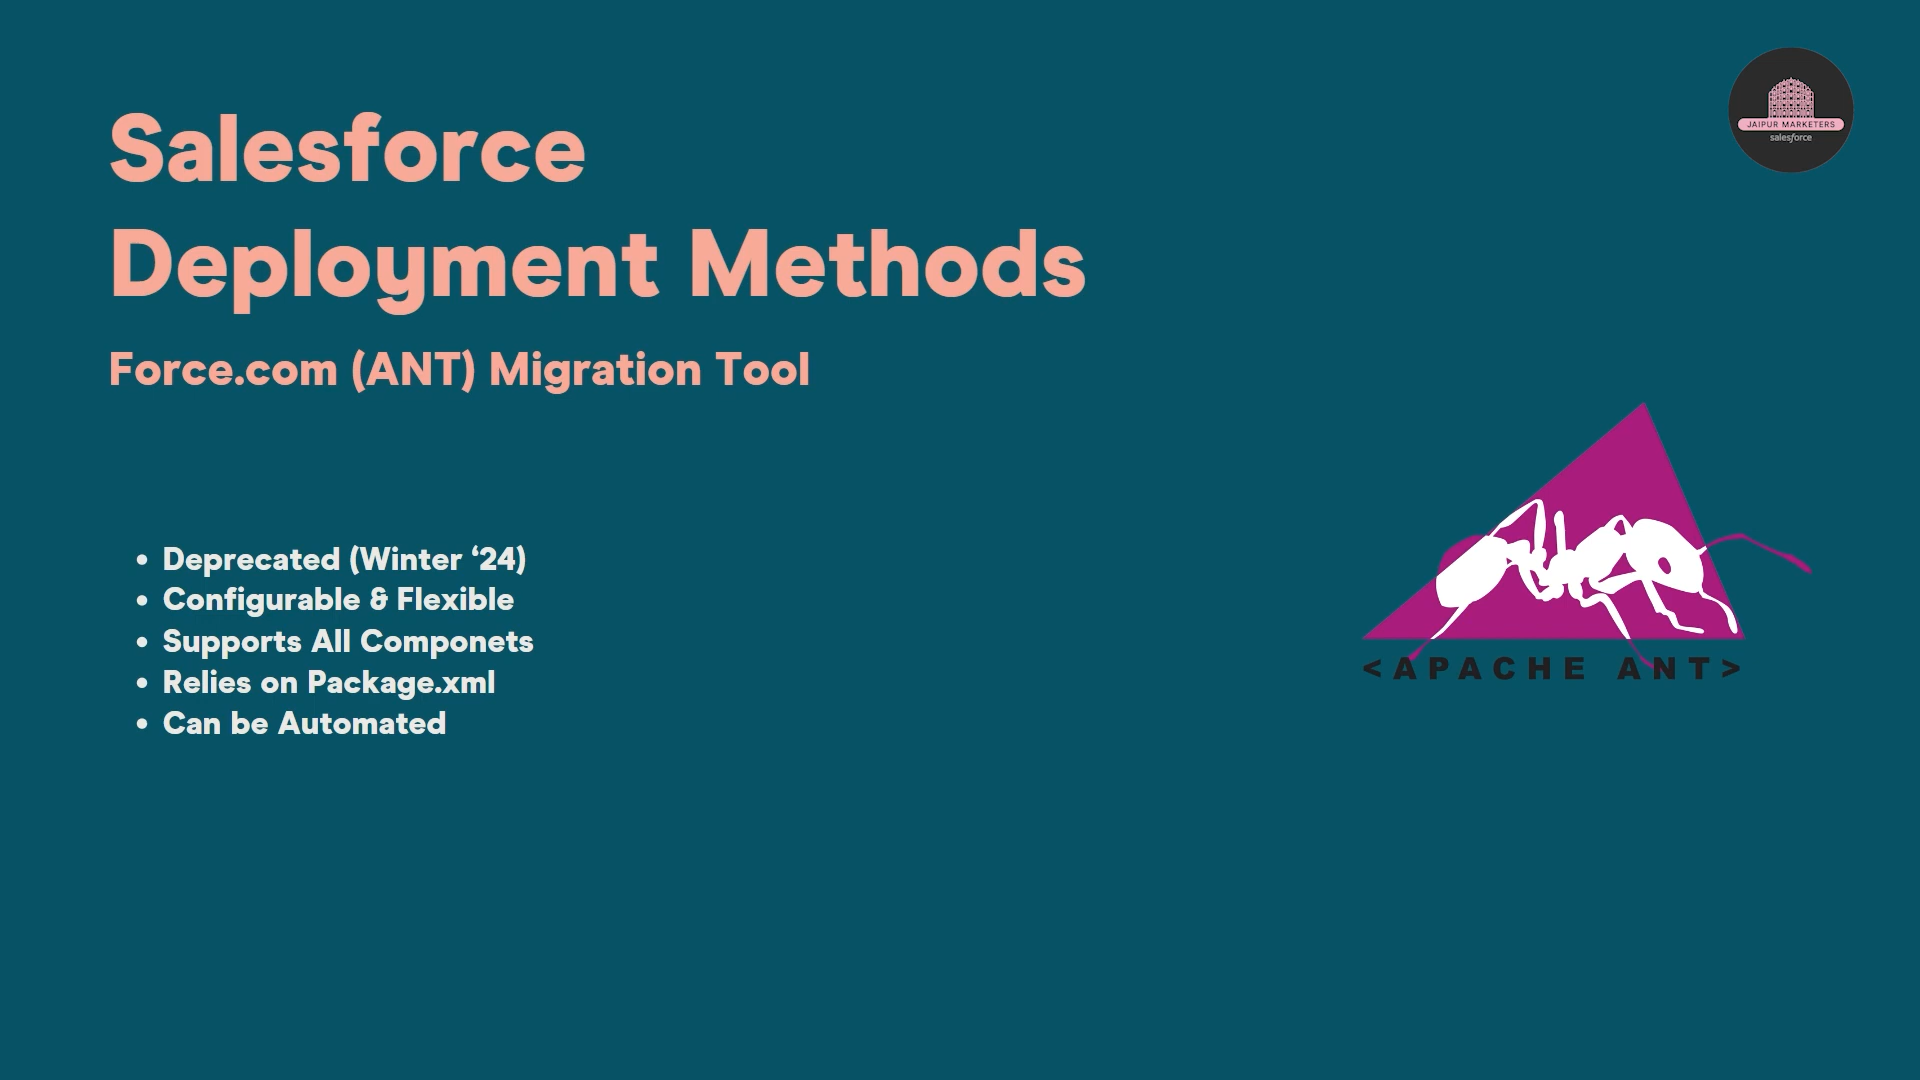 JAIPUR MARKETERS
salesforce
Salesforce
Deployment Methods
Force.com (ANT) Migration Tool
• Deprecated (Winter ‘24)
• Configurable & Flexible
• Supports All Componets
• Relies on Package.xml
• Can be Automated
<APACHE ANT>